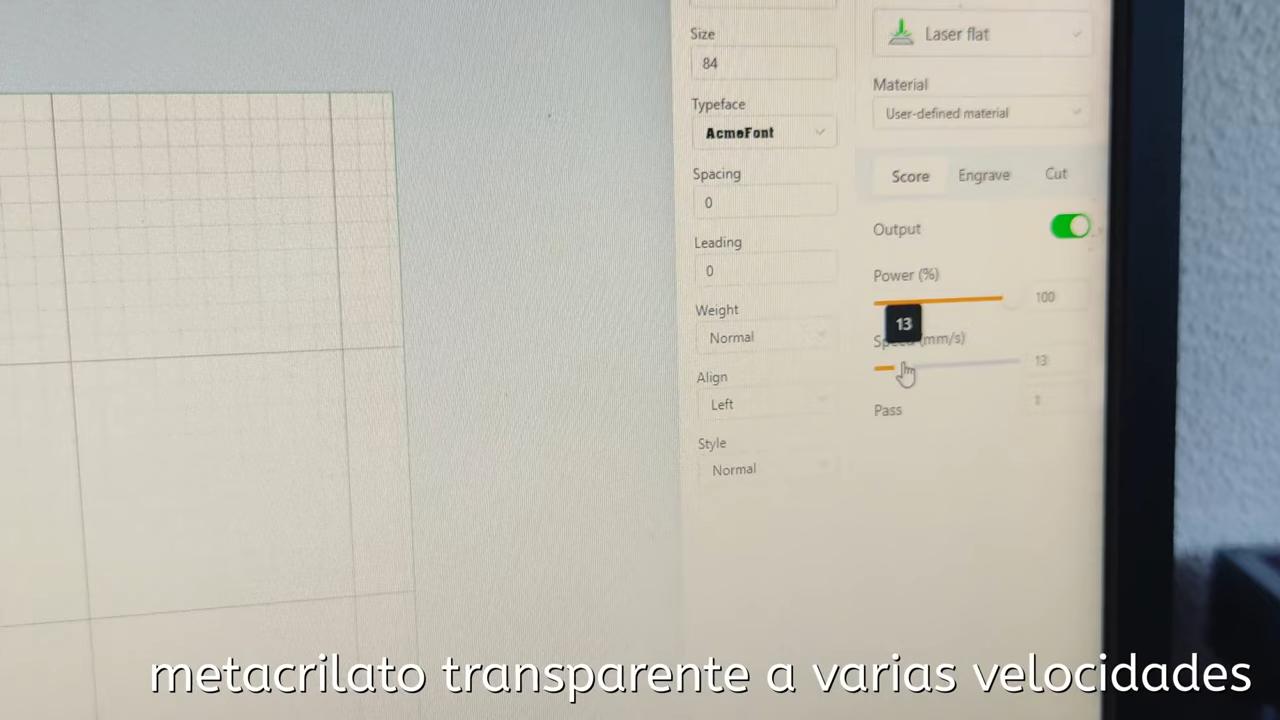 Size
84
Typeface
AcmeFont
Spacing
0
Leading
0
Weight
Normal
Align
Left
Style
Normal
Laser flat
Material
User-defined material
Score Engrave Cut
Output
Power (%)
100
13
(mm/s)
13
Pass
metacrilato transparente a varias velocidades